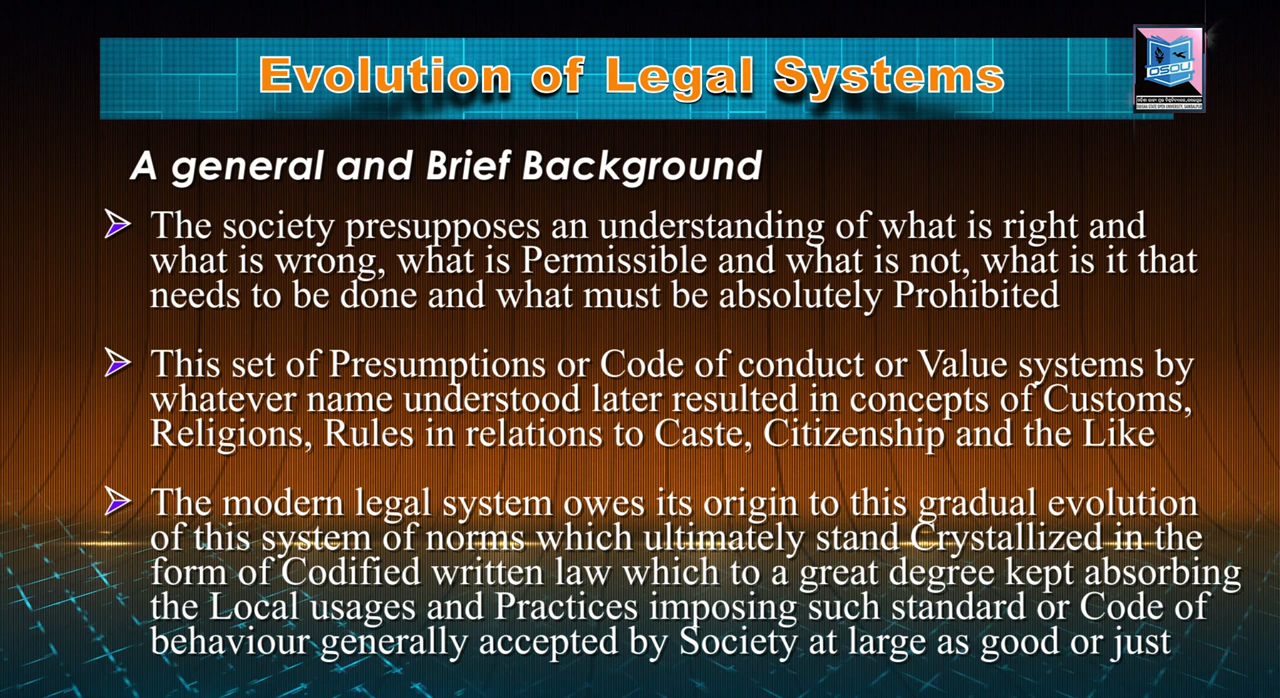 Evolution of Legal Systems
OSOU
ODISHA STATE OPEN UNIVERSITY, SAMBALPUR
A general and Brief Background
The society presupposes an understanding of what is right and
what is wrong, what is Permissible and what is not, what is it that
needs to be done and what must be absolutely Prohibited
This set of Presumptions or Code of conduct or Value systems by
whatever name understood later resulted in concepts of Customs,
Religions, Rules in relations to Caste, Citizenship and the Like
The modern legal system owes its origin to this gradual evolution
of this system of norms which ultimately stand Crystallized in the
form of Codified written law which to a great degree kept absorbing
the Local usages and Practices imposing such standard or Code of
behaviour generally accepted by Society at large as good or just